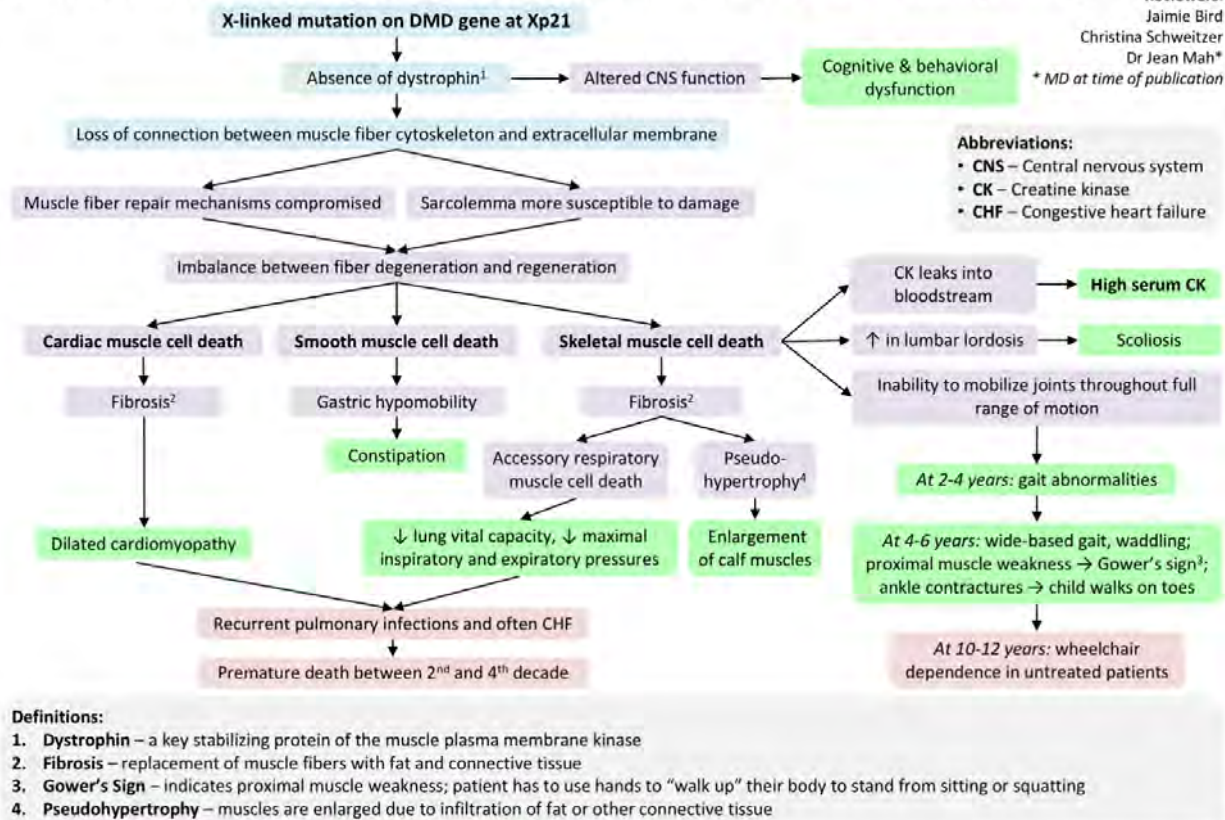 X-linked mutation on DMD gene at Xp21
Jaimie Bird
Christina Schweitzer
Dr Jean Mah*
* MD at time of publication
Absence of dystrophin¹
Altered CNS function
Cognitive & behavioral
dysfunction
Loss of connection between muscle fiber cytoskeleton and extracellular membrane
Abbreviations:
• CNS – Central nervous system
• CK – Creatine kinase
• CHF – Congestive heart failure
Muscle fiber repair mechanisms compromised
Sarcolemma more susceptible to damage
Imbalance between fiber degeneration and regeneration
CK leaks into
bloodstream
High serum CK
Cardiac muscle cell death
Smooth muscle cell death
Skeletal muscle cell death
↑ in lumbar lordosis
Scoliosis
Fibrosis²
Gastric hypomobility
Fibrosis²
Inability to mobilize joints throughout full
range of motion
Constipation
Accessory respiratory
muscle cell death
Pseudo-
hypertrophy⁴
At 2-4 years: gait abnormalities
Dilated cardiomyopathy
↓ lung vital capacity, ↓ maximal
inspiratory and expiratory pressures
Enlargement
of calf muscles
At 4-6 years: wide-based gait, waddling;
proximal muscle weakness → Gower's sign³;
ankle contractures → child walks on toes
Recurrent pulmonary infections and often CHF
Premature death between 2nd and 4th decade
At 10-12 years: wheelchair
dependence in untreated patients
Definitions:
1. Dystrophin – a key stabilizing protein of the muscle plasma membrane kinase
2. Fibrosis – replacement of muscle fibers with fat and connective tissue
3. Gower's Sign – indicates proximal muscle weakness; patient has to use hands to "walk up" their body to stand from sitting or squatting
4. Pseudohypertrophy – muscles are enlarged due to infiltration of fat or other connective tissue